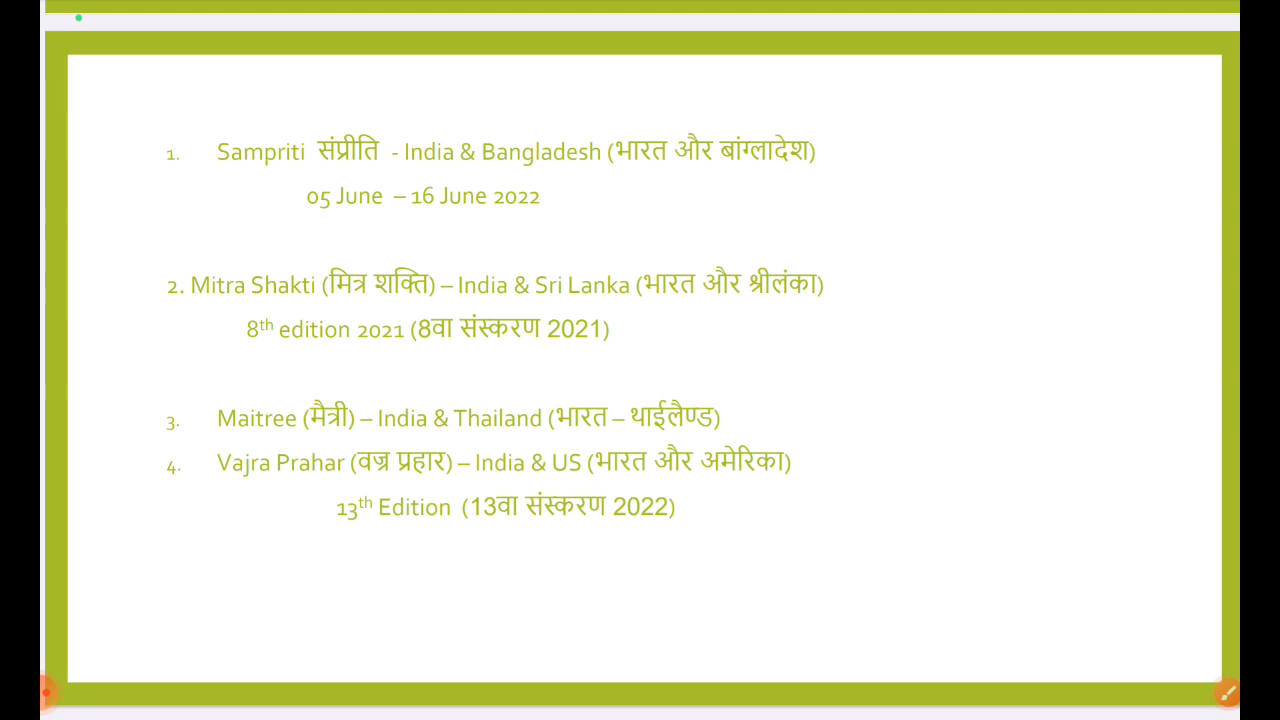 1. Sampriti संप्रीति - India & Bangladesh (भारत और बांग्लादेश)
05 June – 16 June 2022
2. Mitra Shakti (मित्र शक्ति) – India & Sri Lanka (भारत और श्रीलंका)
8th edition 2021 (8वा संस्करण 2021)
3. Maitree (मैत्री) – India & Thailand (भारत – थाईलैण्ड)
4. Vajra Prahar (वज्र प्रहार) – India & US (भारत और अमेरिका)
13th Edition (13वा संस्करण 2022)